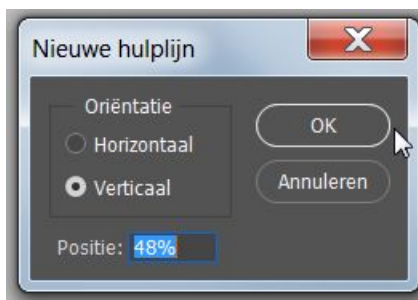 Nieuwe hulplijn
Oriëntatie
Horizontaal
Verticaal
OK
Annuleren
Positie: 48%